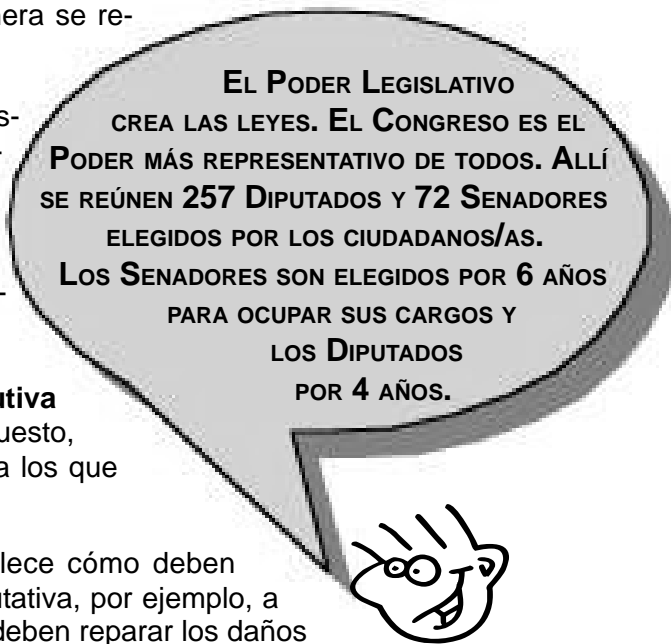 nera se re-
s-
-
EL PODER LEGISLATIVO
CREA LAS LEYES. EL CONGRESO ES EL
PODER MÁS REPRESENTATIVO DE TODOS. ALLÍ
SE REÚNEN 257 DIPUTADOS Y 72 SENADORES
ELEGIDOS POR LOS CIUDADANOS/AS.
LOS SENADORES SON ELEGIDOS POR 6 AÑOS
PARA OCUPAR SUS CARGOS Y
LOS DIPUTADOS
POR 4 AÑOS.
utiva
uesto,
a los que
lece cómo deben
utativa, por ejemplo, a
deben reparar los daños